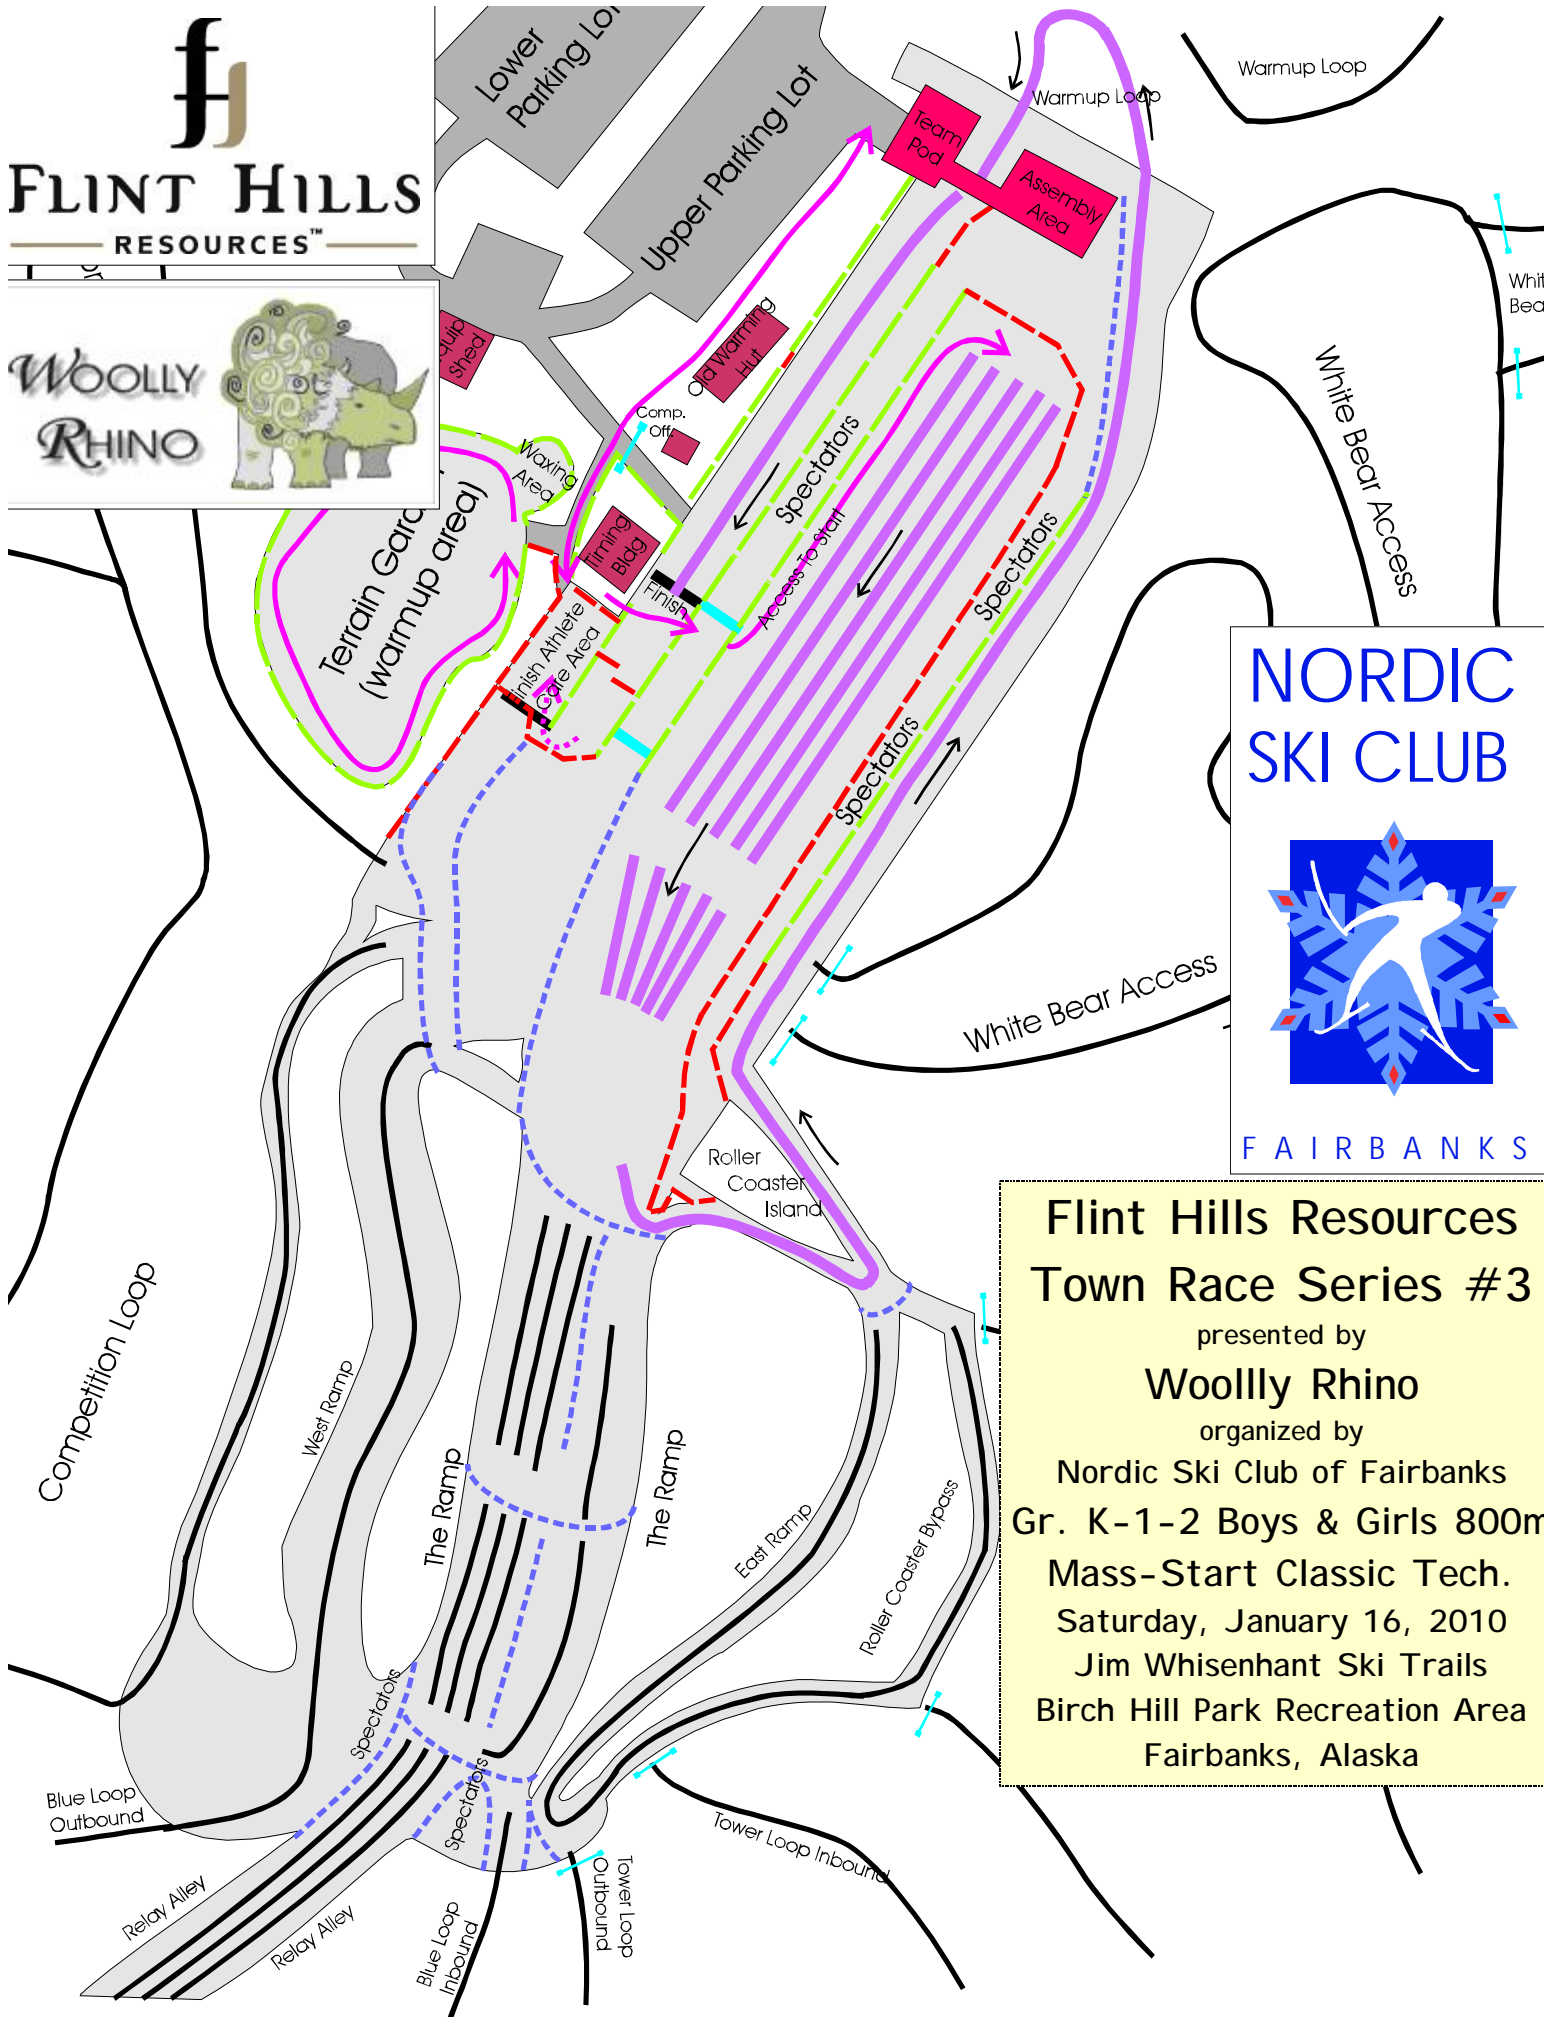 FLINT HILLS
RESOURCES™
WOOLLY
RHINO
Lower
Parking Lot
Upper Parking Lot
Team
Pod
Assembly
Area
Warmup Loop
Warmup Loop
Whit
Bea
White Bear Access
quip
Shed
Old Warming
Hut
Comp.
Off.
Waxing
Area
Terrain Gard
(warmup area)
Timing
Bldg
Finish
Finish Athlete
Care Area
Access To Start
Spectators
Spectators
Spectators
White Bear Access
NORDIC
SKI CLUB
FAIRBANKS
Roller
Coaster
Island
Competition Loop
West Ramp
The Ramp
The Ramp
East Ramp
Roller Coaster Bypass
Spectators
Spectators
Blue Loop
Outbound
Relay Alley
Relay Alley
Blue Loop
Inbound
Tower Loop
Outbound
Tower Loop Inbound
Flint Hills Resources
Town Race Series #3
presented by
Woollly Rhino
organized by
Nordic Ski Club of Fairbanks
Gr. K-1-2 Boys & Girls 800m
Mass-Start Classic Tech.
Saturday, January 16, 2010
Jim Whisenhant Ski Trails
Birch Hill Park Recreation Area
Fairbanks, Alaska